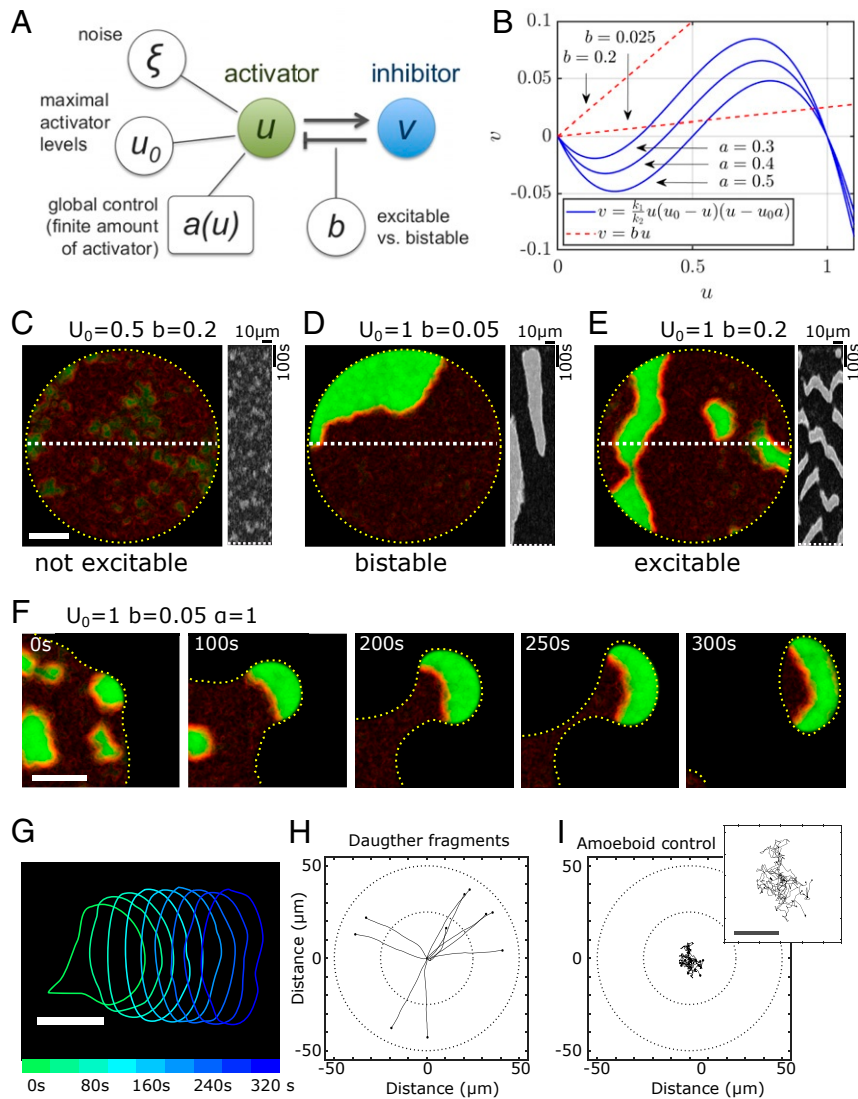 A
noise
ξ
activator
inhibitor
maximal
activator
levels
u
v
u0
global control
(finite amount
of activator)
a(u)
b
excitable
vs. bistable
B
0.1
b = 0.025
b = 0.2
0.05
v
0
a = 0.3
a = 0.4
a = 0.5
-0.05
v = k1/k2 u(u0 − u)(u − u0a)
v = b u
-0.1
0
0.5
1
u
C
U0=0.5 b=0.2
10µm
100s
not excitable
D
U0=1 b=0.05
10µm
100s
bistable
E
U0=1 b=0.2
10µm
100s
excitable
F
U0=1 b=0.05 α=1
0s
100s
200s
250s
300s
G
0s
80s
160s
240s
320 s
H
Daugther fragments
50
Distance (µm)
0
-50
-50
0
50
Distance (µm)
I
Amoeboid control
50
0
-50
-50
0
50
Distance (µm)